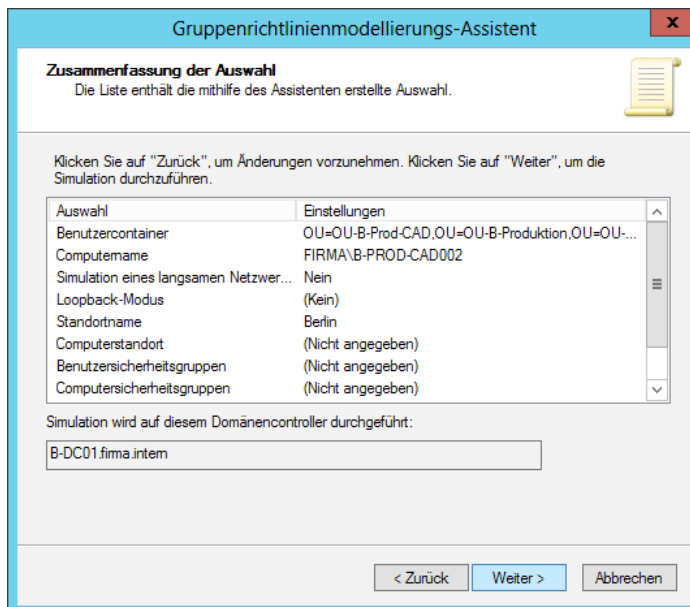 Gruppenrichtlinienmodellierungs-Assistent
x
Zusammenfassung der Auswahl
Die Liste enthält die mithilfe des Assistenten erstellte Auswahl.
Klicken Sie auf "Zurück", um Änderungen vorzunehmen. Klicken Sie auf "Weiter", um die
Simulation durchzuführen.
Auswahl Einstellungen
Benutzercontainer OU=OU-B-Prod-CAD,OU=OU-B-Produktion,OU=OU-...
Computername FIRMA\B-PROD-CAD002
Simulation eines langsamen Netzwer... Nein
Loopback-Modus (Kein)
Standortname Berlin
Computerstandort (Nicht angegeben)
Benutzersicherheitsgruppen (Nicht angegeben)
Computersicherheitsgruppen (Nicht angegeben)
Simulation wird auf diesem Domänencontroller durchgeführt:
B-DC01.firma.intern
< Zurück Weiter > Abbrechen